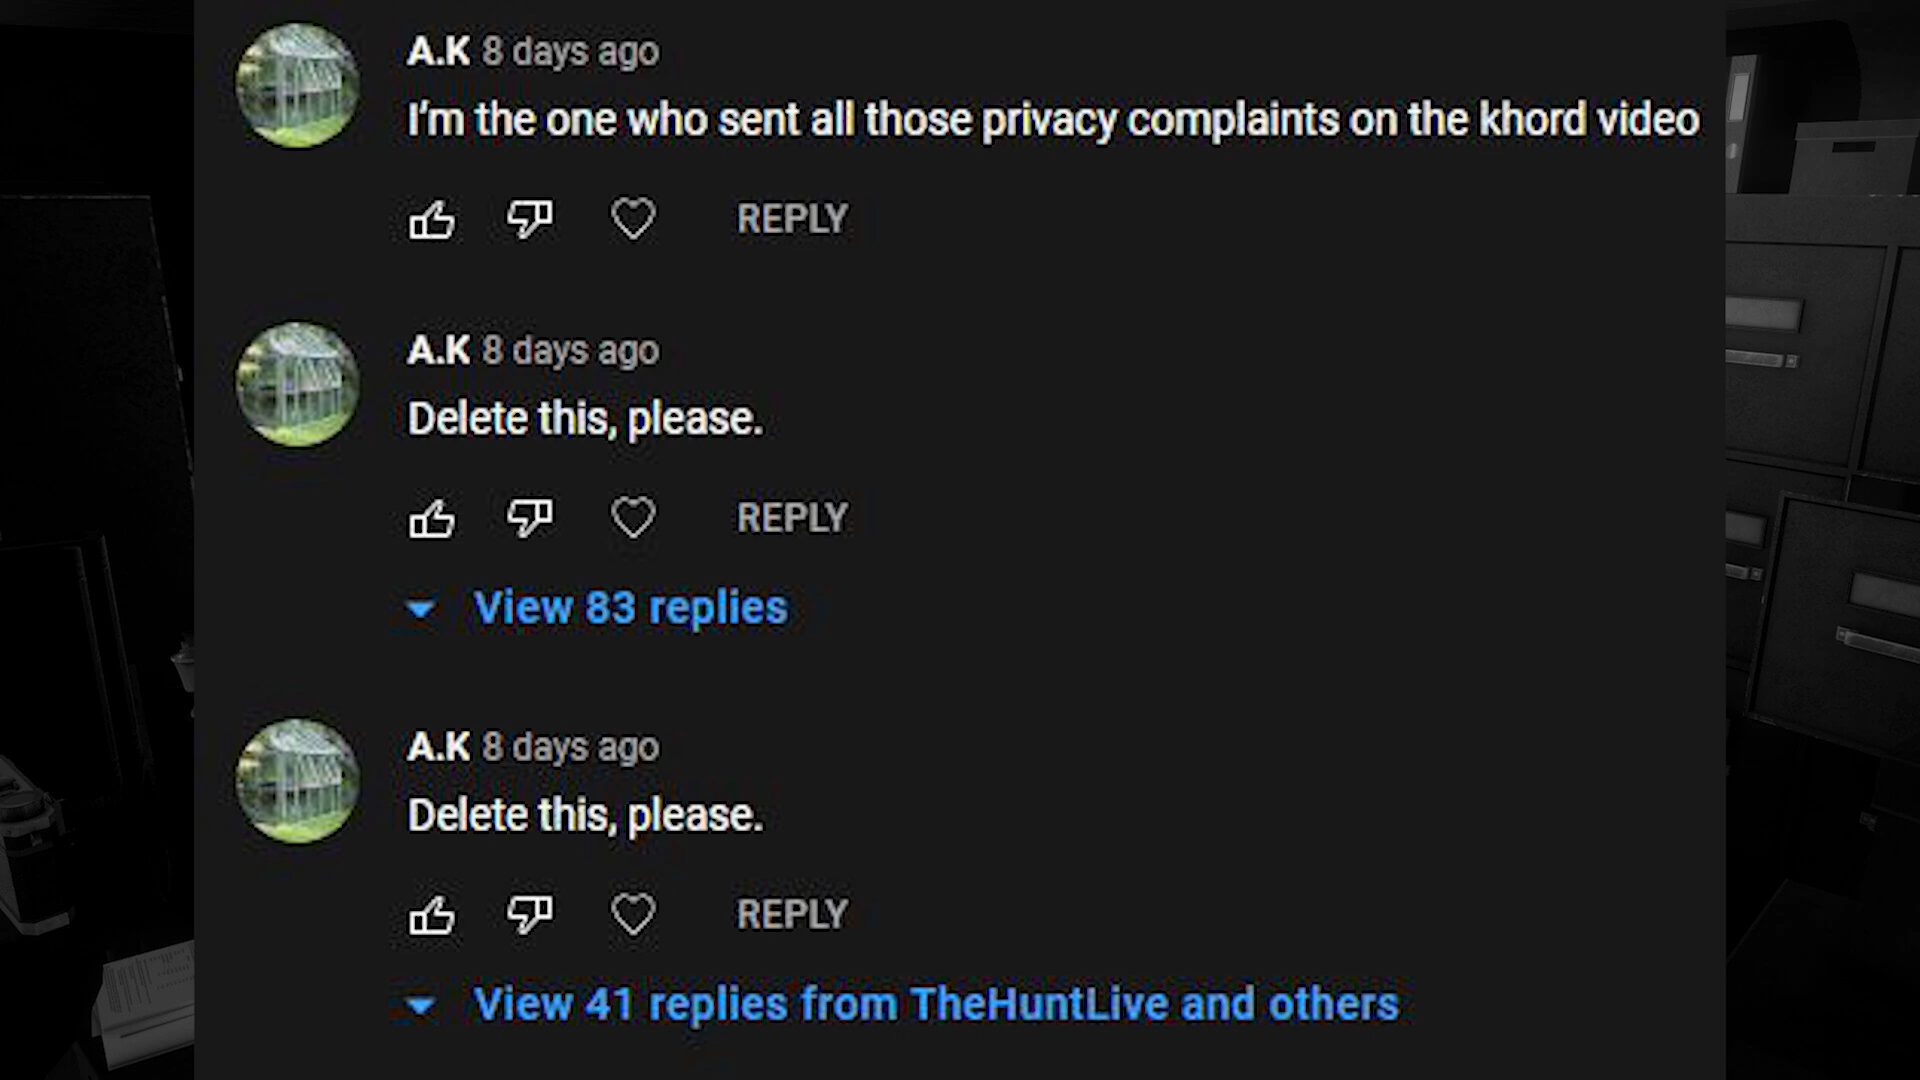 A.K 8 days ago
I'm the one who sent all those privacy complaints on the khord video
REPLY
A.K 8 days ago
Delete this, please.
REPLY
View 83 replies
A.K 8 days ago
Delete this, please.
REPLY
View 41 replies from TheHuntLive and others